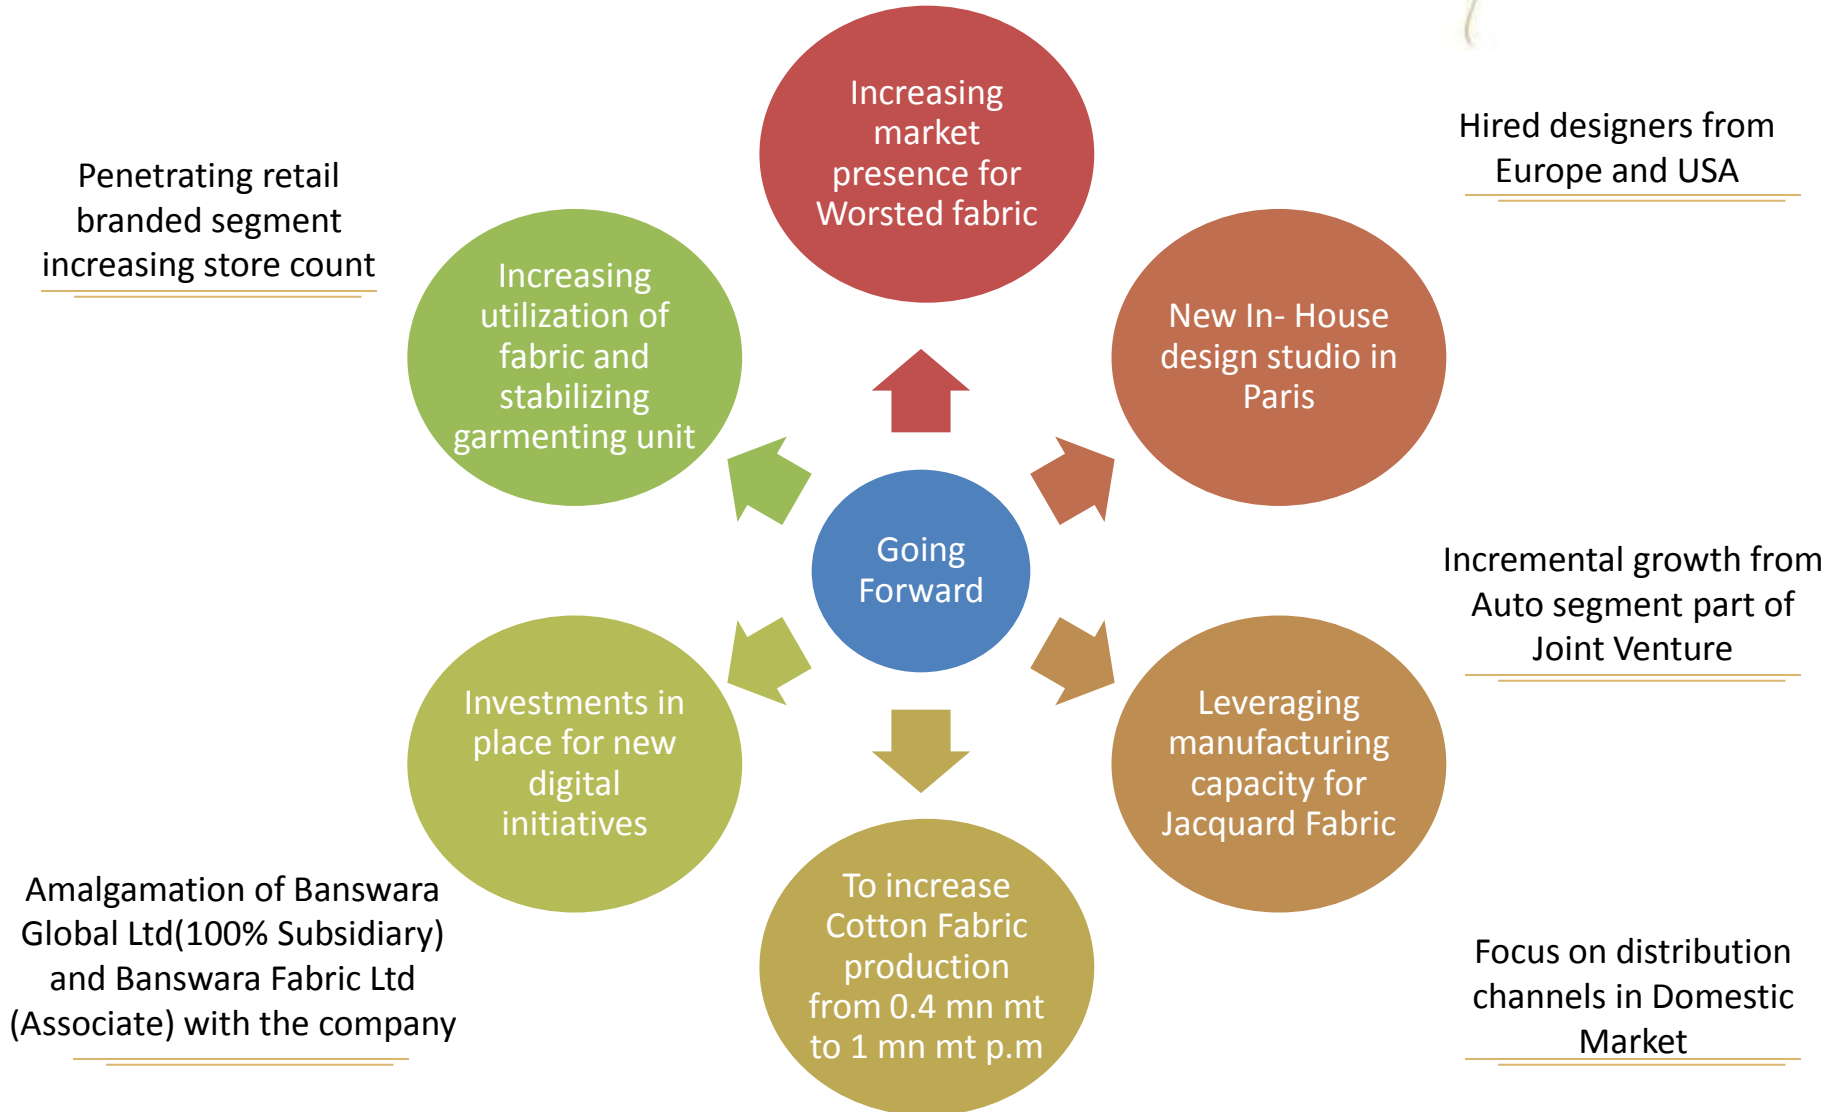 Increasing
market
presence for
Worsted fabric
Hired designers from
Europe and USA
Penetrating retail
branded segment
increasing store count
Increasing
utilization of
fabric and
stabilizing
garmenting unit
New In- House
design studio in
Paris
Going
Forward
Incremental growth from
Auto segment part of
Joint Venture
Investments in
place for new
digital
initiatives
Leveraging
manufacturing
capacity for
Jacquard Fabric
Amalgamation of Banswara
Global Ltd(100% Subsidiary)
and Banswara Fabric Ltd
(Associate) with the company
To increase
Cotton Fabric
production
from 0.4 mn mt
to 1 mn mt p.m
Focus on distribution
channels in Domestic
Market